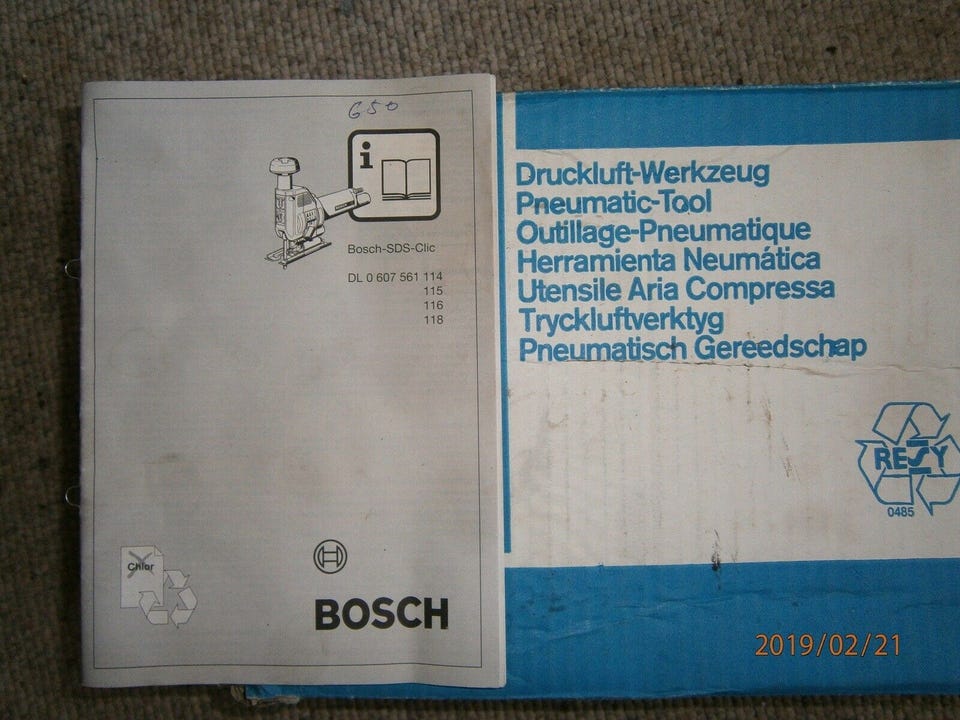 650
i
Bosch-SDS-Clic
DL 0 607 561 114
115
116
118
Chlor
BOSCH
Druckluft-Werkzeug
Pneumatic-Tool
Outillage-Pneumatique
Herramienta Neumática
Utensile Aria Compressa
Tryckluftverktyg
Pneumatisch Gereedschap
RESY
0485
2019/02/21